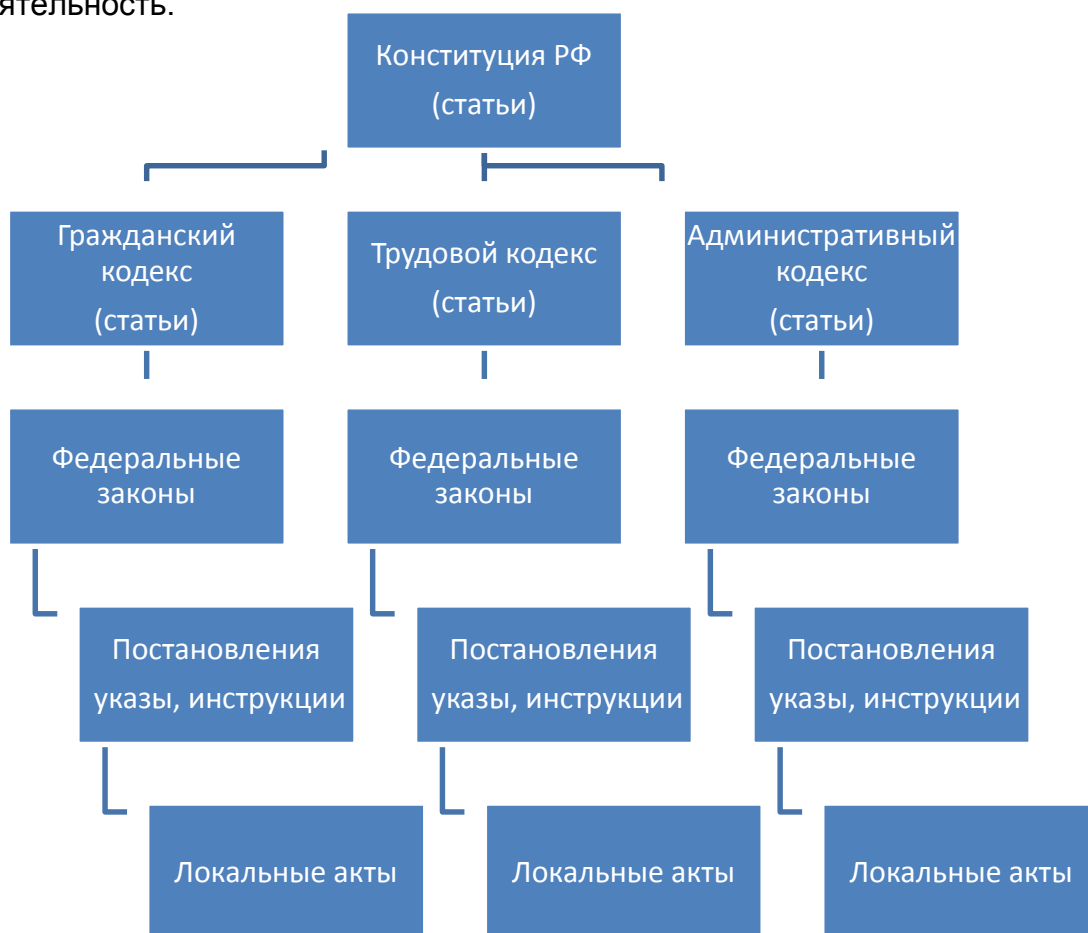 Конституция РФ
(статьи)
Гражданский
кодекс
(статьи)
Трудовой кодекс
(статьи)
Административный
кодекс
(статьи)
Федеральные
законы
Федеральные
законы
Федеральные
законы
Постановления
указы, инструкции
Постановления
указы, инструкции
Постановления
указы, инструкции
Локальные акты
Локальные акты
Локальные акты